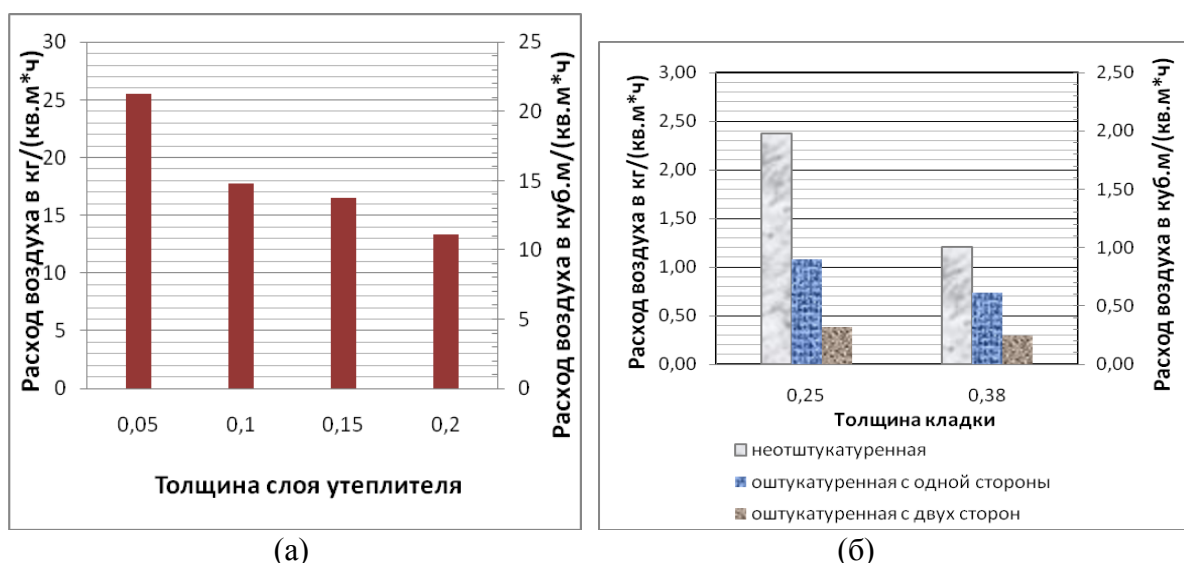 Расход воздуха в кг/(кв.м*ч)
30
25
20
15
10
5
0
25
20
15
10
5
0
Расход воздуха в куб.м/(кв.м*ч)
0,05 0,1 0,15 0,2
Толщина слоя утеплителя
(а)
Расход воздуха в кг/(кв.м*ч)
3,00
2,50
2,00
1,50
1,00
0,50
0,00
2,50
2,00
1,50
1,00
0,50
0,00
Расход воздуха в куб.м/(кв.м*ч)
0,25 0,38
Толщина кладки
неотштукатуренная
оштукатуренная с одной стороны
оштукатуренная с двух сторон
(б)